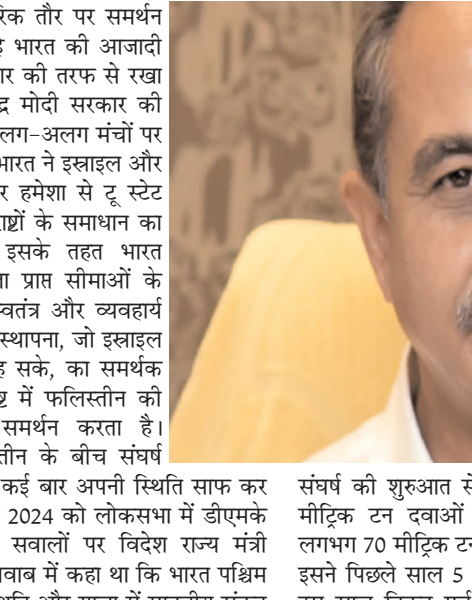 तौर पर समर्थन
भारत की आजादी
की तरफ से रखा
मोदी सरकार की
लग-अलग मंचों पर
भारत ने इस्राइल और
हमेशा से टू स्टेट
ाष्ट्रों के समाधान का
इसके तहत भारत
प्राप्त सीमाओं के
स्वतंत्र और व्यवहार्य
स्थापना, जो इस्राइल
सके, का समर्थक
में फलिस्तीन की
समर्थन करता है।
तीन के बीच संघर्ष
कई बार अपनी स्थिति साफ कर
2024 को लोकसभा में डीएमके
सवालों पर विदेश राज्य मंत्री
में कहा था कि भारत पश्चिम
संघर्ष की शुरुआत से
मीट्रिक टन दवाओं
लगभग 70 मीट्रिक टन
इसने पिछले साल 5